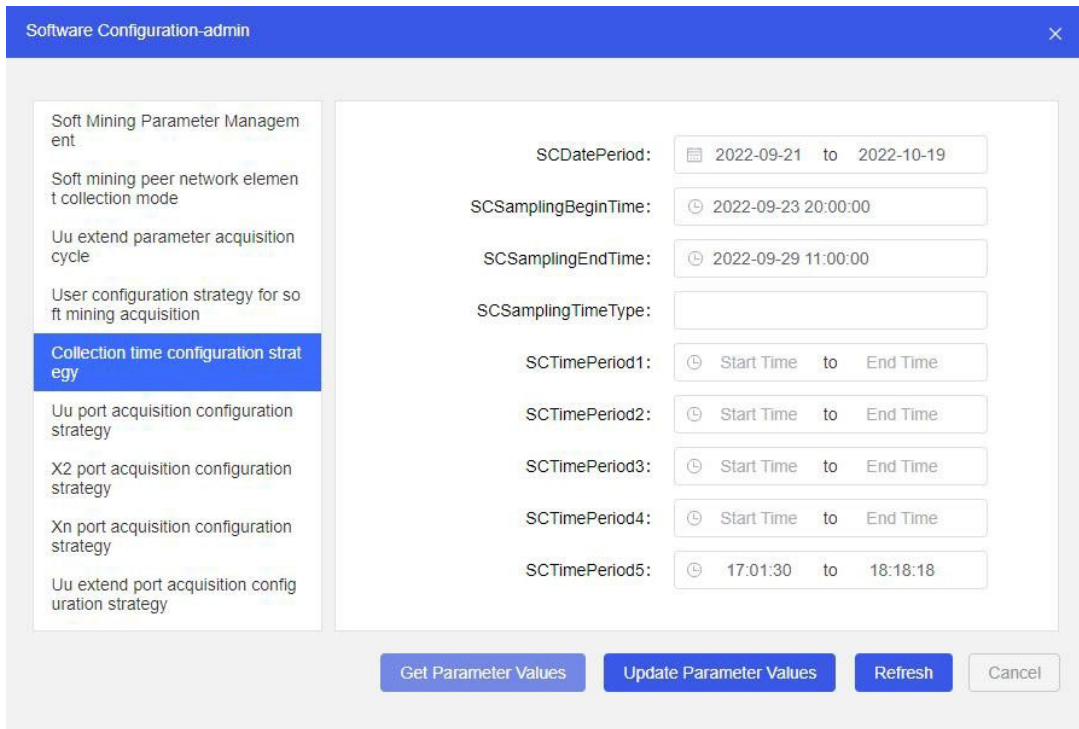 Software Configuration-admin
Soft Mining Parameter Managem
ent
Soft mining peer network elemen
t collection mode
Uu extend parameter acquisition
cycle
User configuration strategy for so
ft mining acquisition
Collection time configuration strat
egy
Uu port acquisition configuration
strategy
X2 port acquisition configuration
strategy
Xn port acquisition configuration
strategy
Uu extend port acquisition config
uration strategy
SCDatePeriod: 2022-09-21 to 2022-10-19
SCSamplingBeginTime: 2022-09-23 20:00:00
SCSamplingEndTime: 2022-09-29 11:00:00
SCSamplingTimeType:
SCTimePeriod1: Start Time to End Time
SCTimePeriod2: Start Time to End Time
SCTimePeriod3: Start Time to End Time
SCTimePeriod4: Start Time to End Time
SCTimePeriod5: 17:01:30 to 18:18:18
Get Parameter Values Update Parameter Values Refresh Cancel